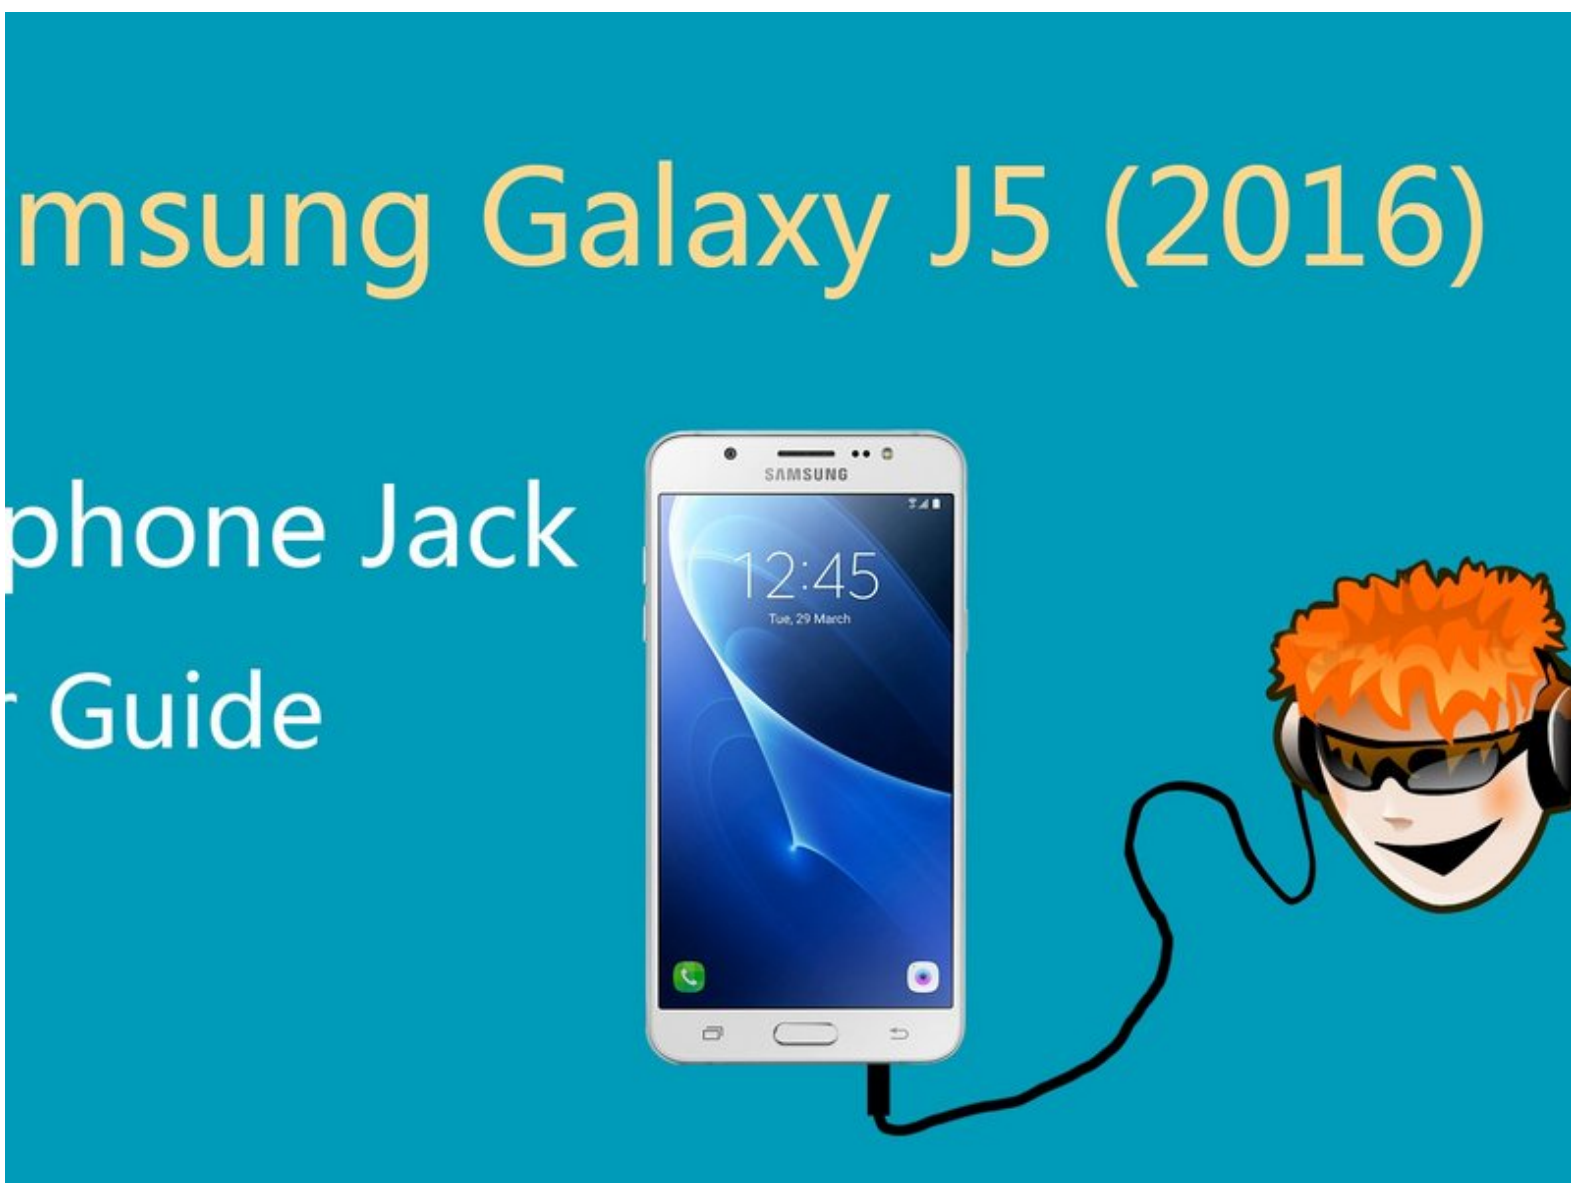 msung Galaxy J5 (2016)
phone Jack
r Guide
SAMSUNG
12:45
Tue, 29 March